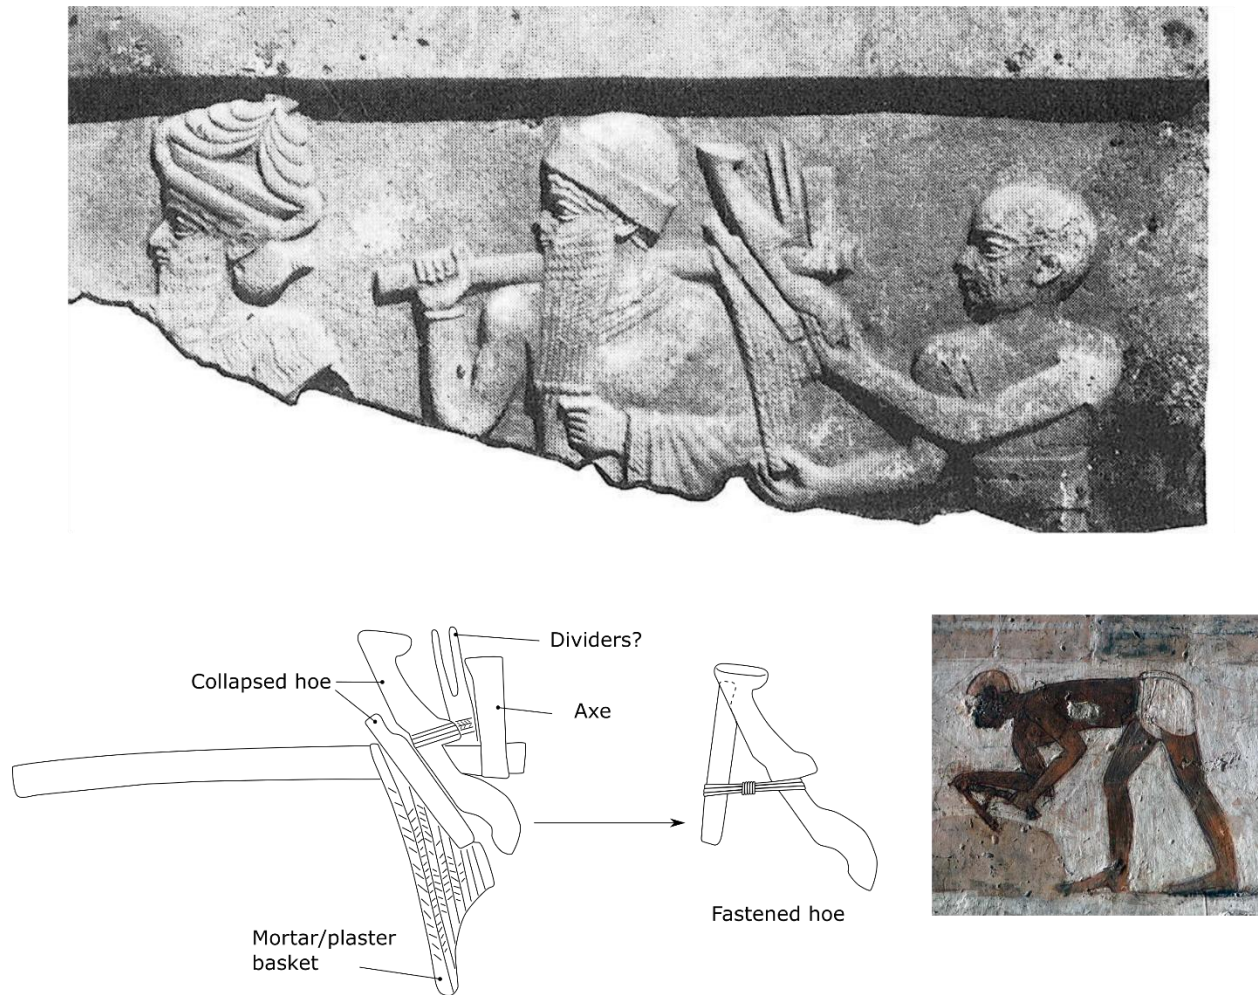 Dividers?
Collapsed hoe
Axe
Mortar/plaster
basket
Fastened hoe